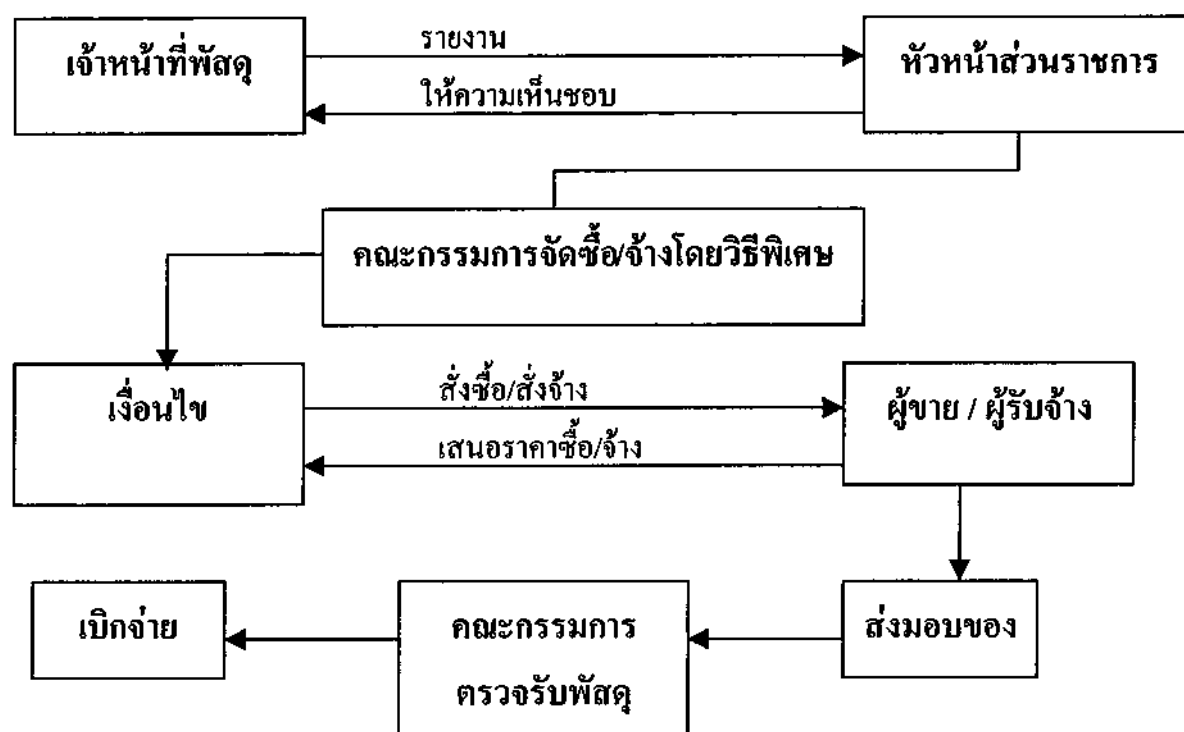 เจ้าหน้าที่พัสดุ
รายงาน
หัวหน้าส่วนราชการ
ให้ความเห็นชอบ
คณะกรรมการจัดซื้อ/จ้างโดยวิธีพิเศษ
เงื่อนไข
สั่งซื้อ/สั่งจ้าง
ผู้ขาย / ผู้รับจ้าง
เสนอราคาซื้อ/จ้าง
เบิกจ่าย
คณะกรรมการ
ตรวจรับพัสดุ
ส่งมอบของ